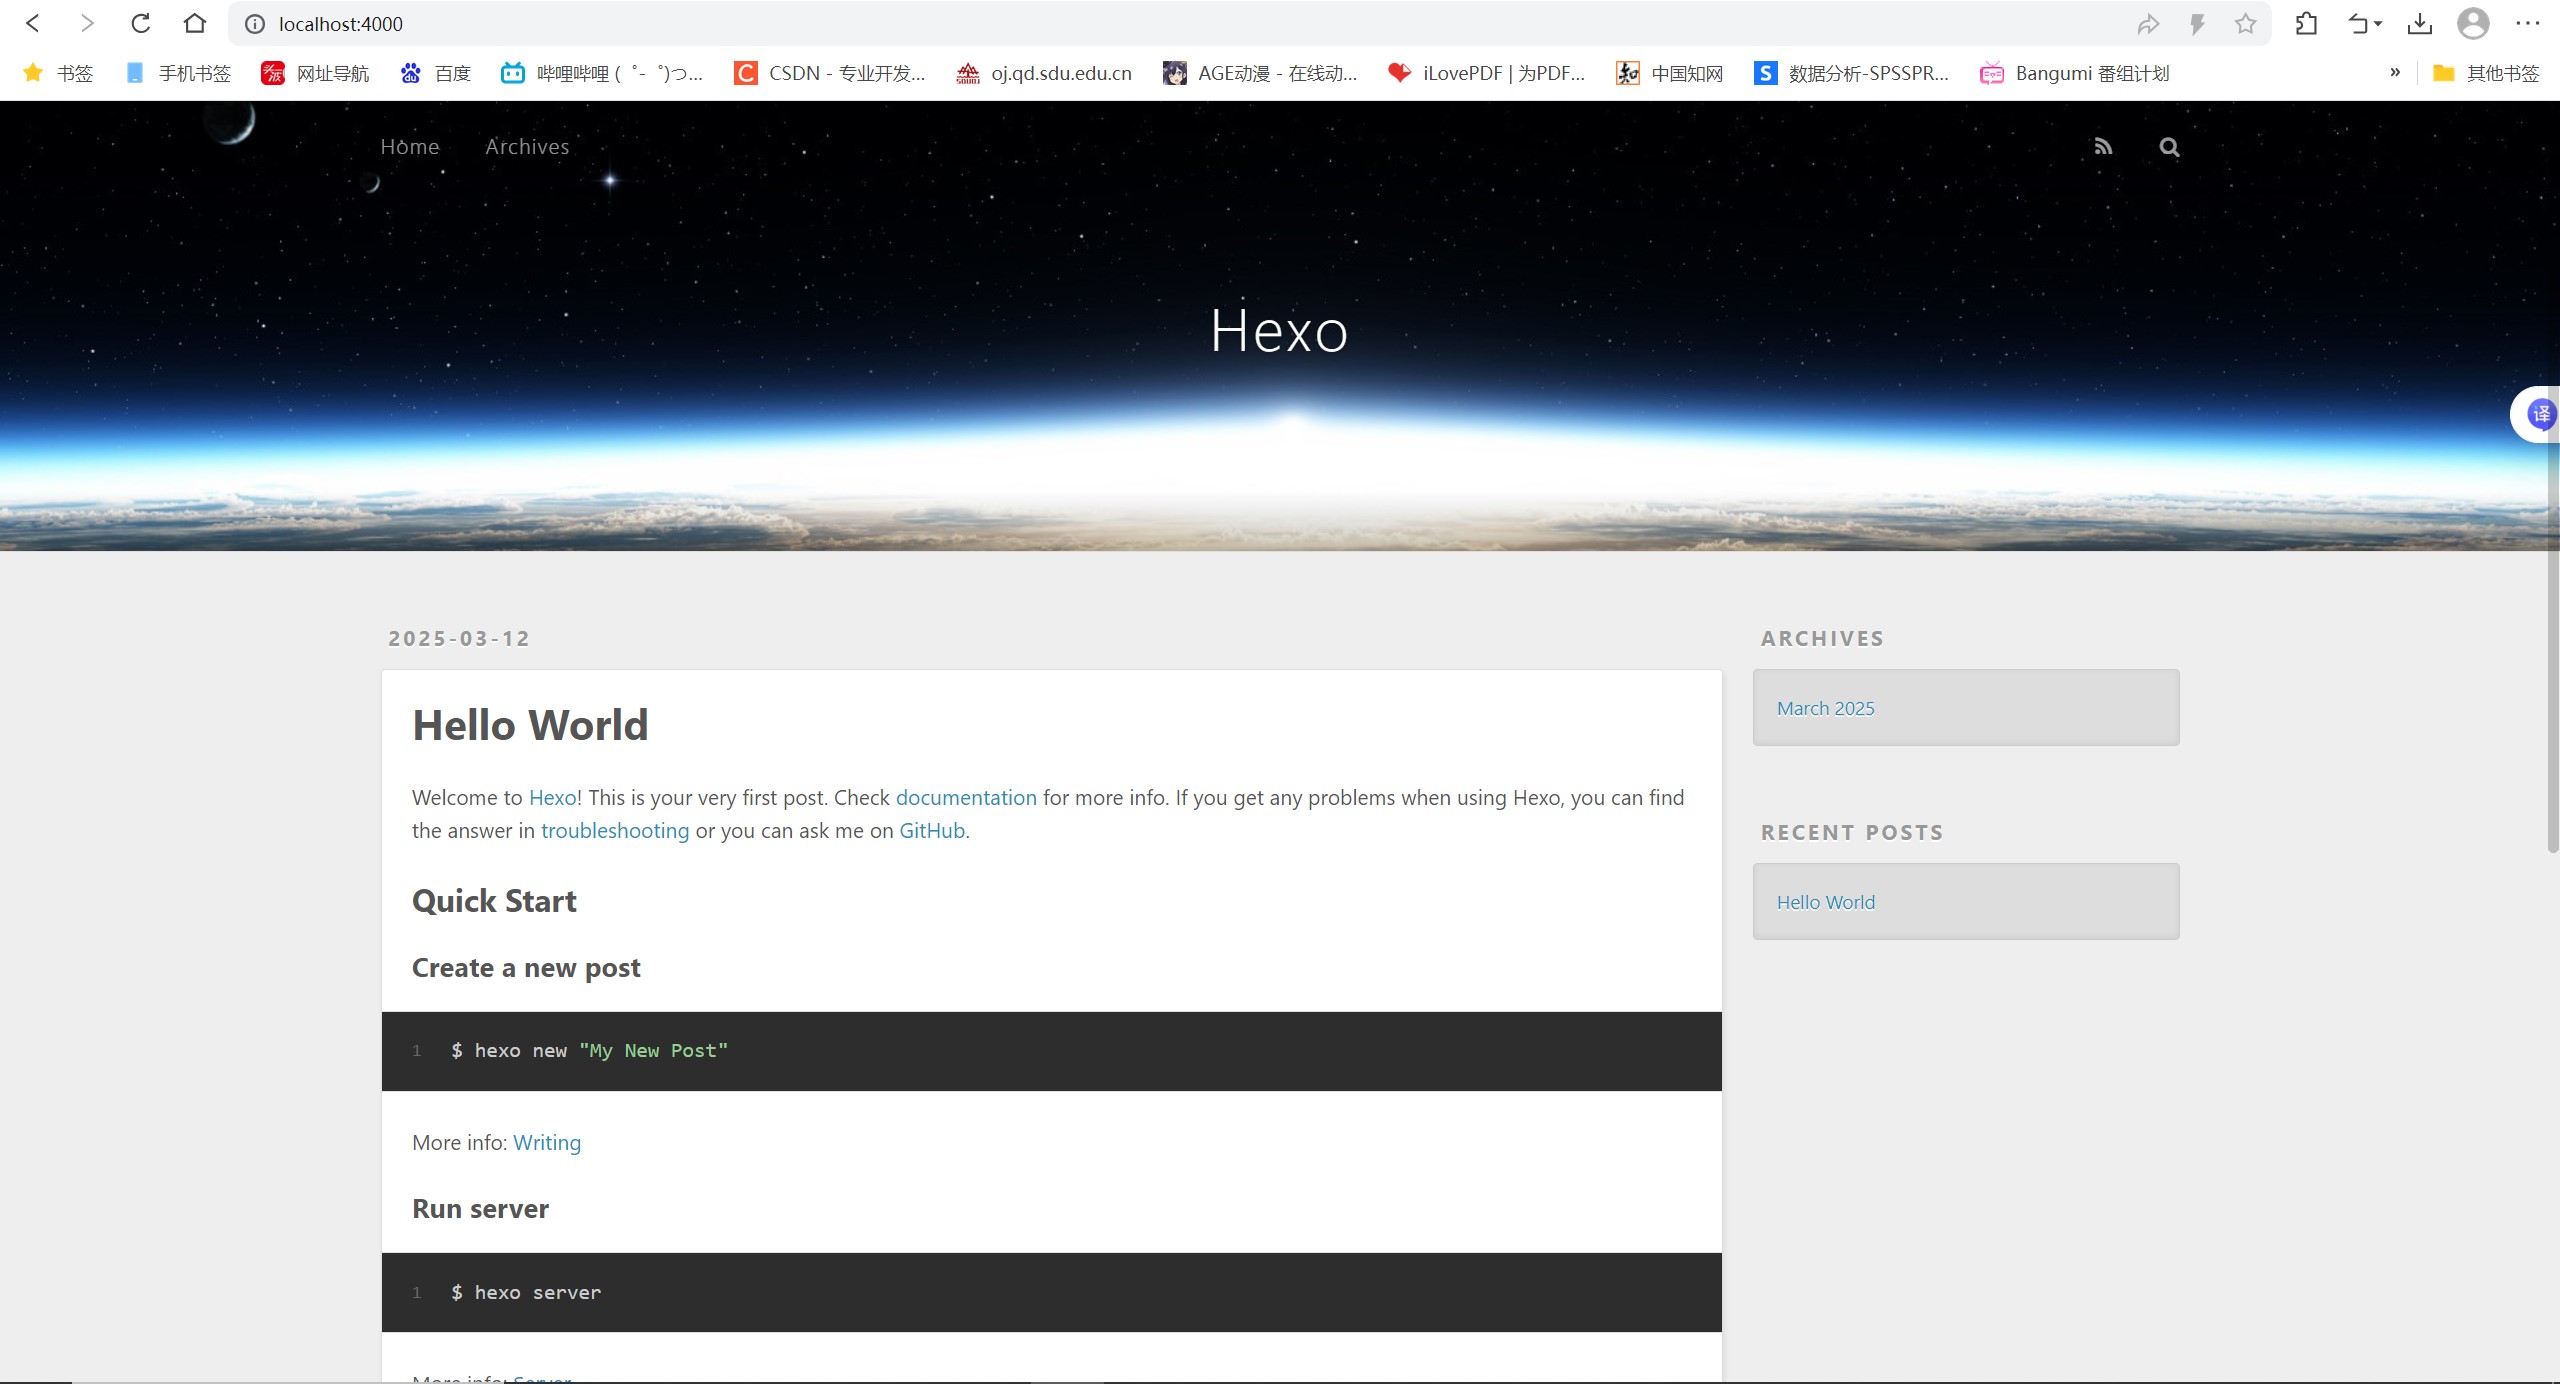 localhost:4000
书签 手机书签 网址导航 百度 哔哩哔哩 (゜-゜)つ... CSDN - 专业开发... oj.qd.sdu.edu.cn AGE动漫 - 在线动... iLovePDF | 为PDF... 中国知网 数据分析-SPSSPR... Bangumi 番组计划 » 其他书签
Home Archives
Hexo
译
2025-03-12
Hello World
Welcome to Hexo! This is your very first post. Check documentation for more info. If you get any problems when using Hexo, you can find
the answer in troubleshooting or you can ask me on GitHub.
Quick Start
Create a new post
1 $ hexo new "My New Post"
More info: Writing
Run server
1 $ hexo server
More info: Server
ARCHIVES
March 2025
RECENT POSTS
Hello World